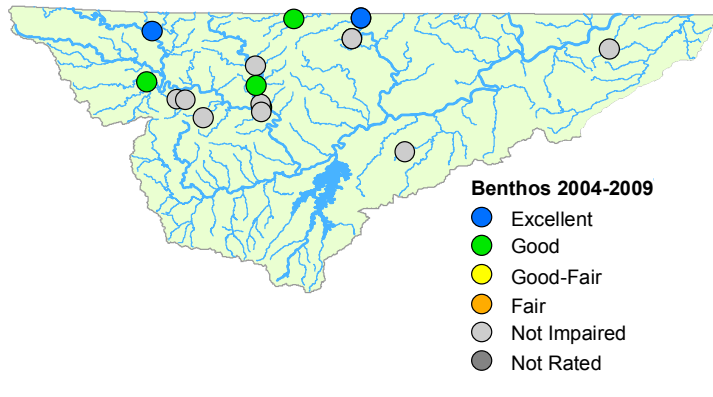 Benthos 2004-2009
Excellent
Good
Good-Fair
Fair
Not Impaired
Not Rated